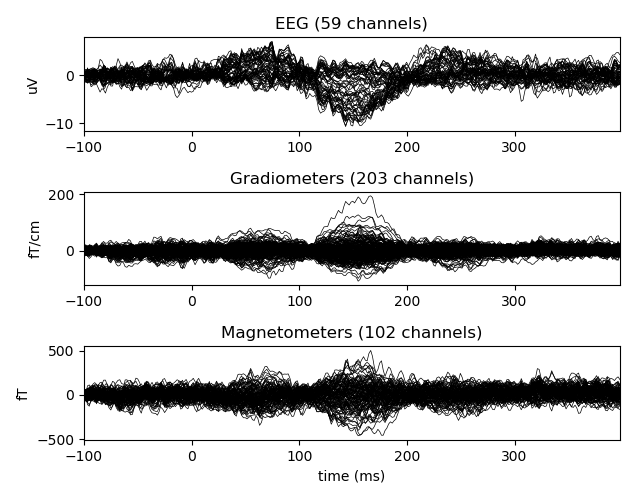 EEG (59 channels)
0
−10
uV
−100 0 100 200 300
Gradiometers (203 channels)
200
0
fT/cm
−100 0 100 200 300
Magnetometers (102 channels)
500
0
−500
fT
−100 0 100 200 300
time (ms)